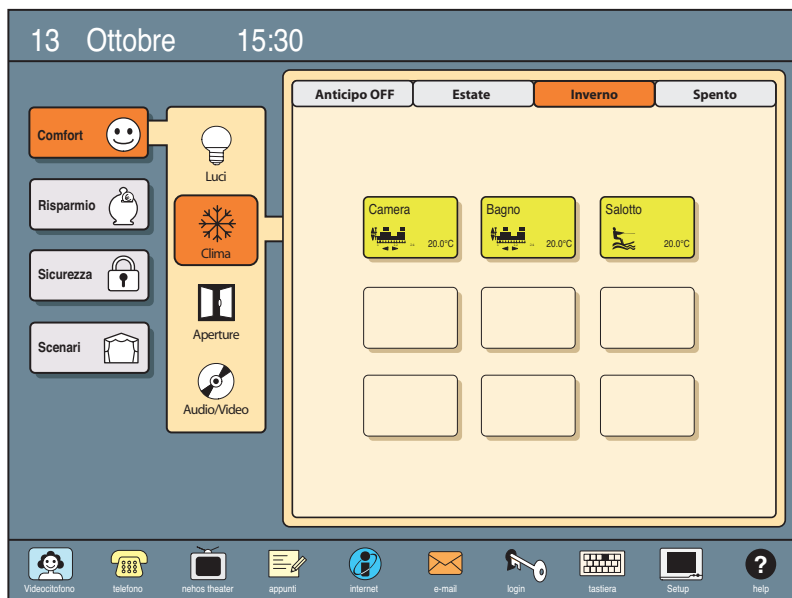 13 Ottobre 15:30
Anticipo OFF Estate Inverno Spento
Comfort
Risparmio
Sicurezza
Scenari
Luci
Clima
Aperture
Audio/Video
Camera
20.0°C
Bagno
20.0°C
Salotto
20.0°C
Videocitofono telefono nehos theater appunti internet e-mail login tastiera Setup help